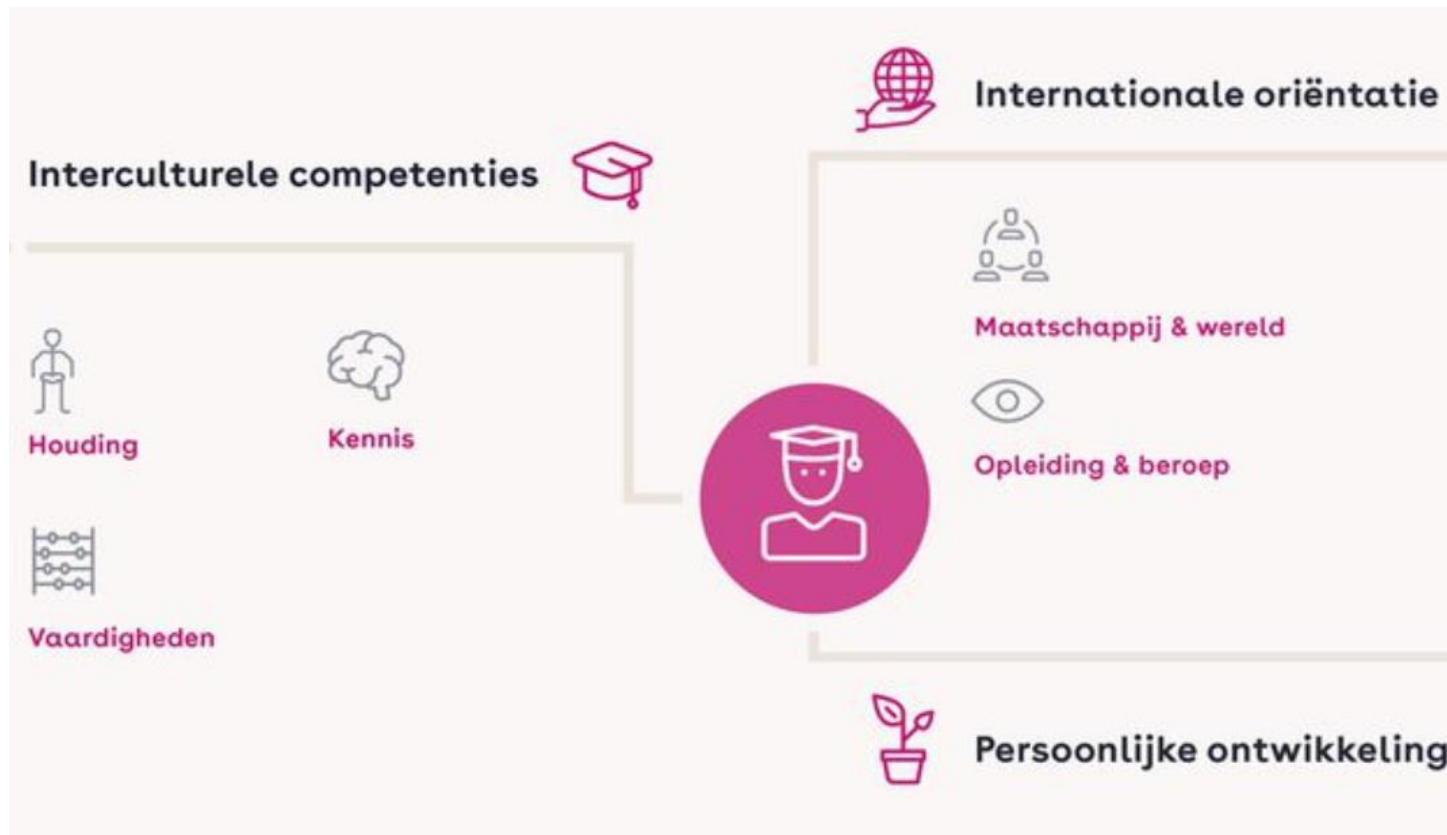 Interculturele competenties
Houding
Kennis
Vaardigheden
Internationale oriëntatie
Maatschappij & wereld
Opleiding & beroep
Persoonlijke ontwikkeling